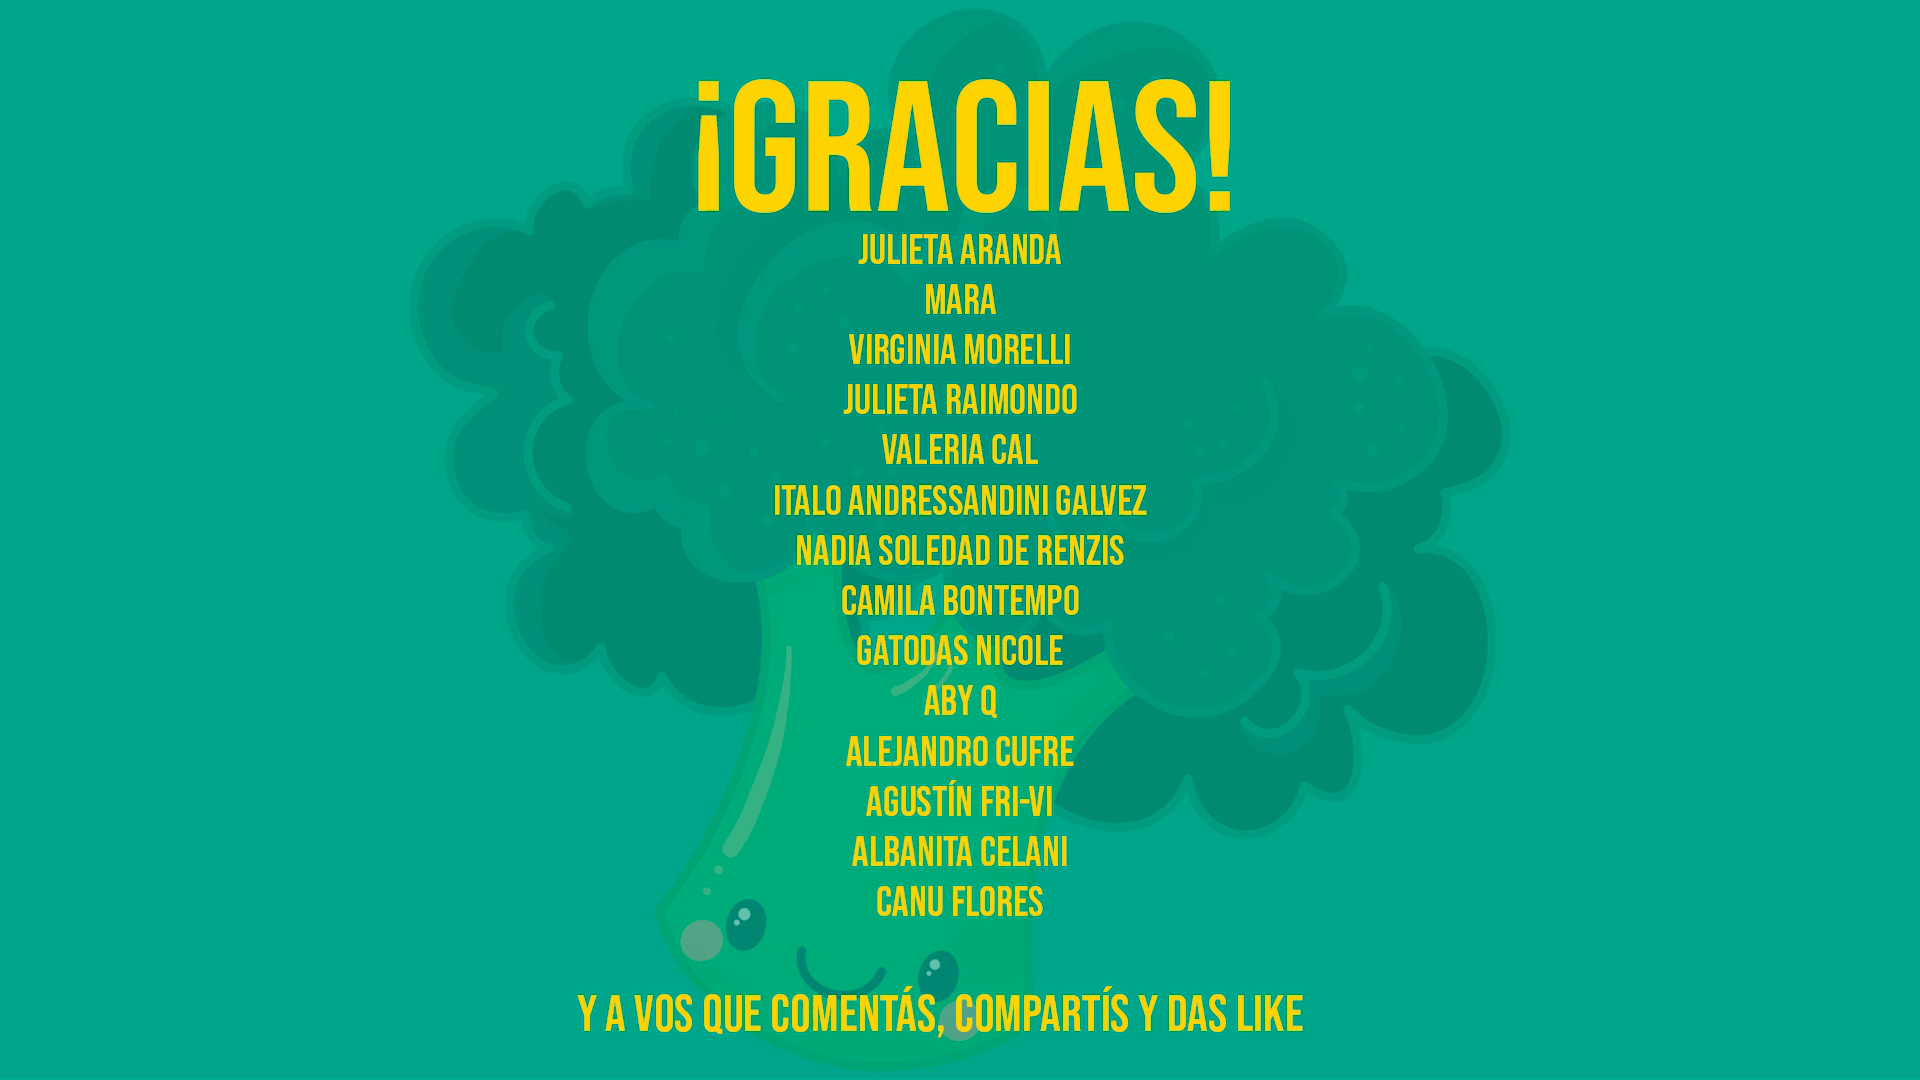 ¡GRACIAS!
JULIETA ARANDA
MARA
VIRGINIA MORELLI
JULIETA RAIMONDO
VALERIA CAL
ITALO ANDRESSANDINI GALVEZ
NADIA SOLEDAD DE RENZIS
CAMILA BONTEMPO
GATODAS NICOLE
ABY Q
ALEJANDRO CUFRE
AGUSTÍN FRI-VI
ALBANITA CELANI
CANU FLORES
Y A VOS QUE COMENTÁS, COMPARTÍS Y DAS LIKE